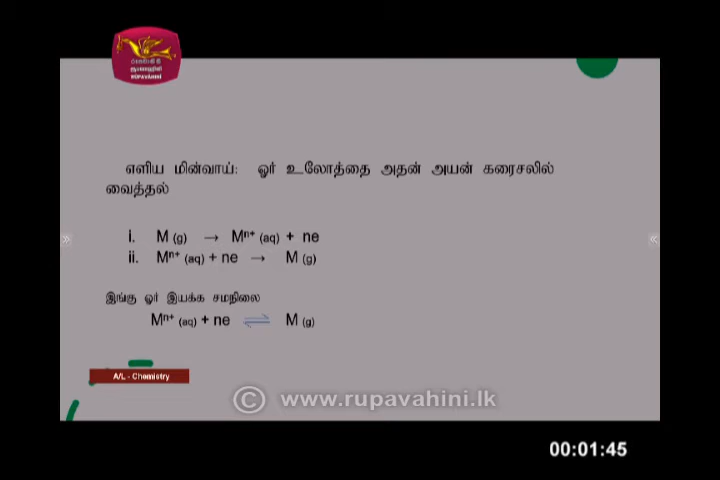 RUPAVAHINI
எளிய மின்வாய்: ஓர் உலோத்தை அதன் அயன் கரைசலில்
வைத்தல்
i. M (g) → Mⁿ⁺ (aq) + ne
ii. Mⁿ⁺ (aq) + ne → M (g)
இங்கு ஓர் இயக்க சமநிலை
Mⁿ⁺ (aq) + ne ⇌ M (g)
A/L - Chemistry
© www.rupavahini.lk
00:01:45